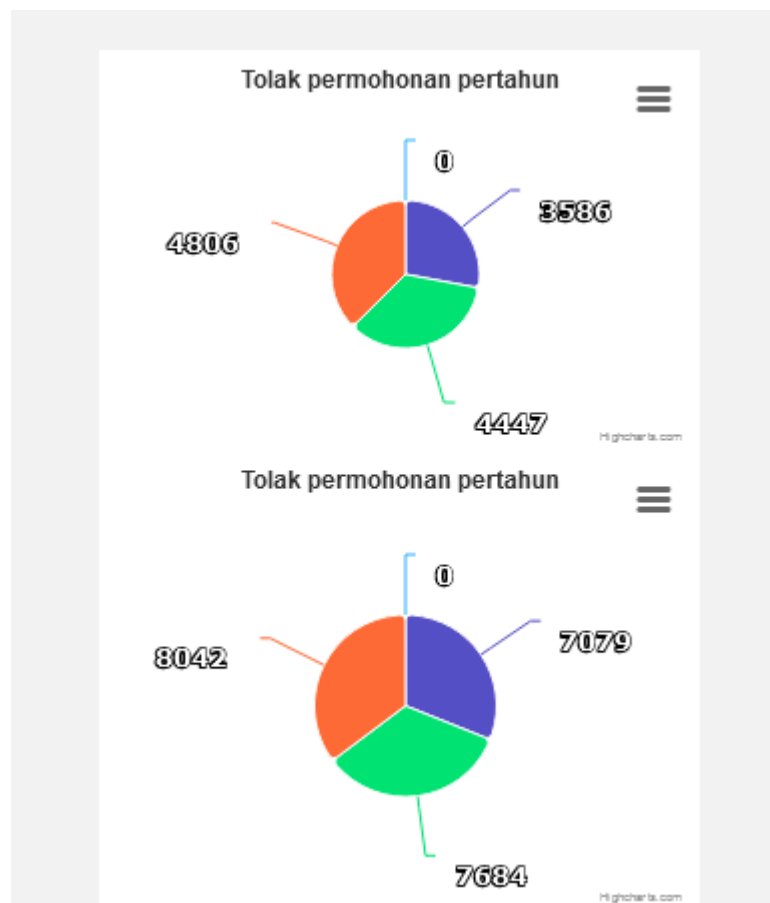 Tolak permohonan pertahun
0
3586
4806
4447
Highcharts.com
Tolak permohonan pertahun
0
7079
8042
7684
Highcharts.com